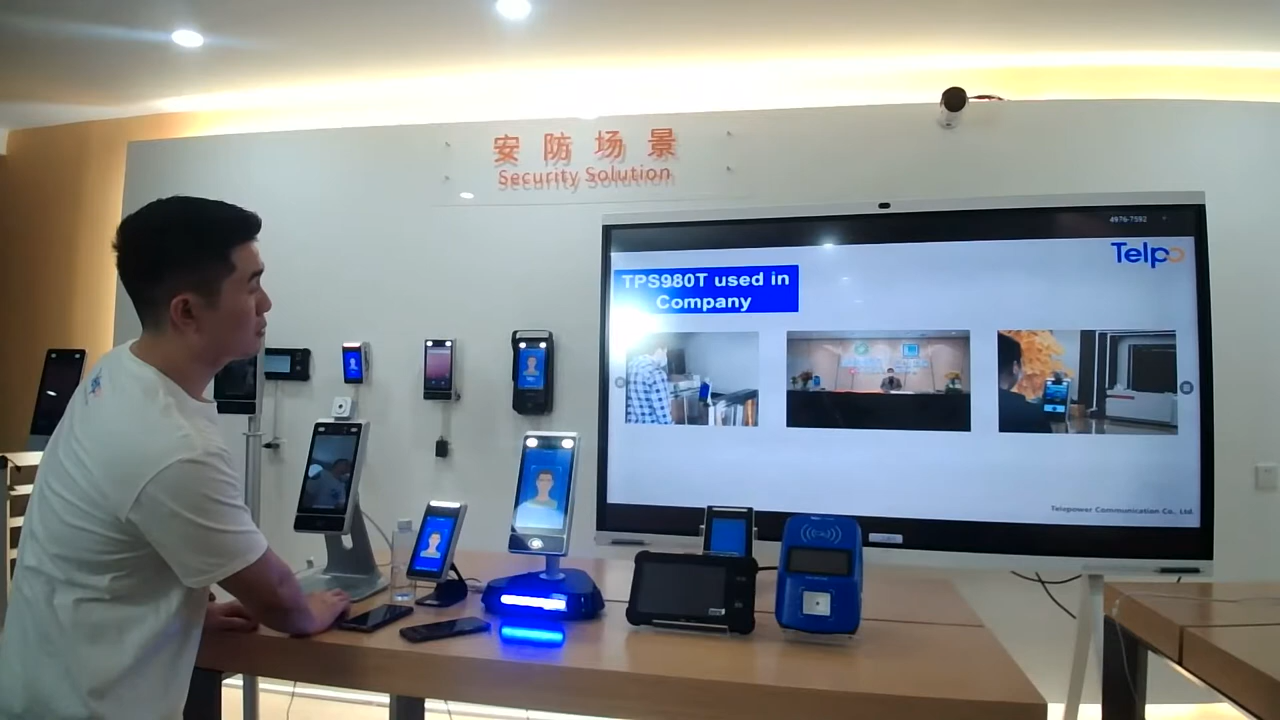 安防场景
Security Solution
4976-7592
Telpo
TPS980T used in
Company
Telepower Communication Co., Ltd.